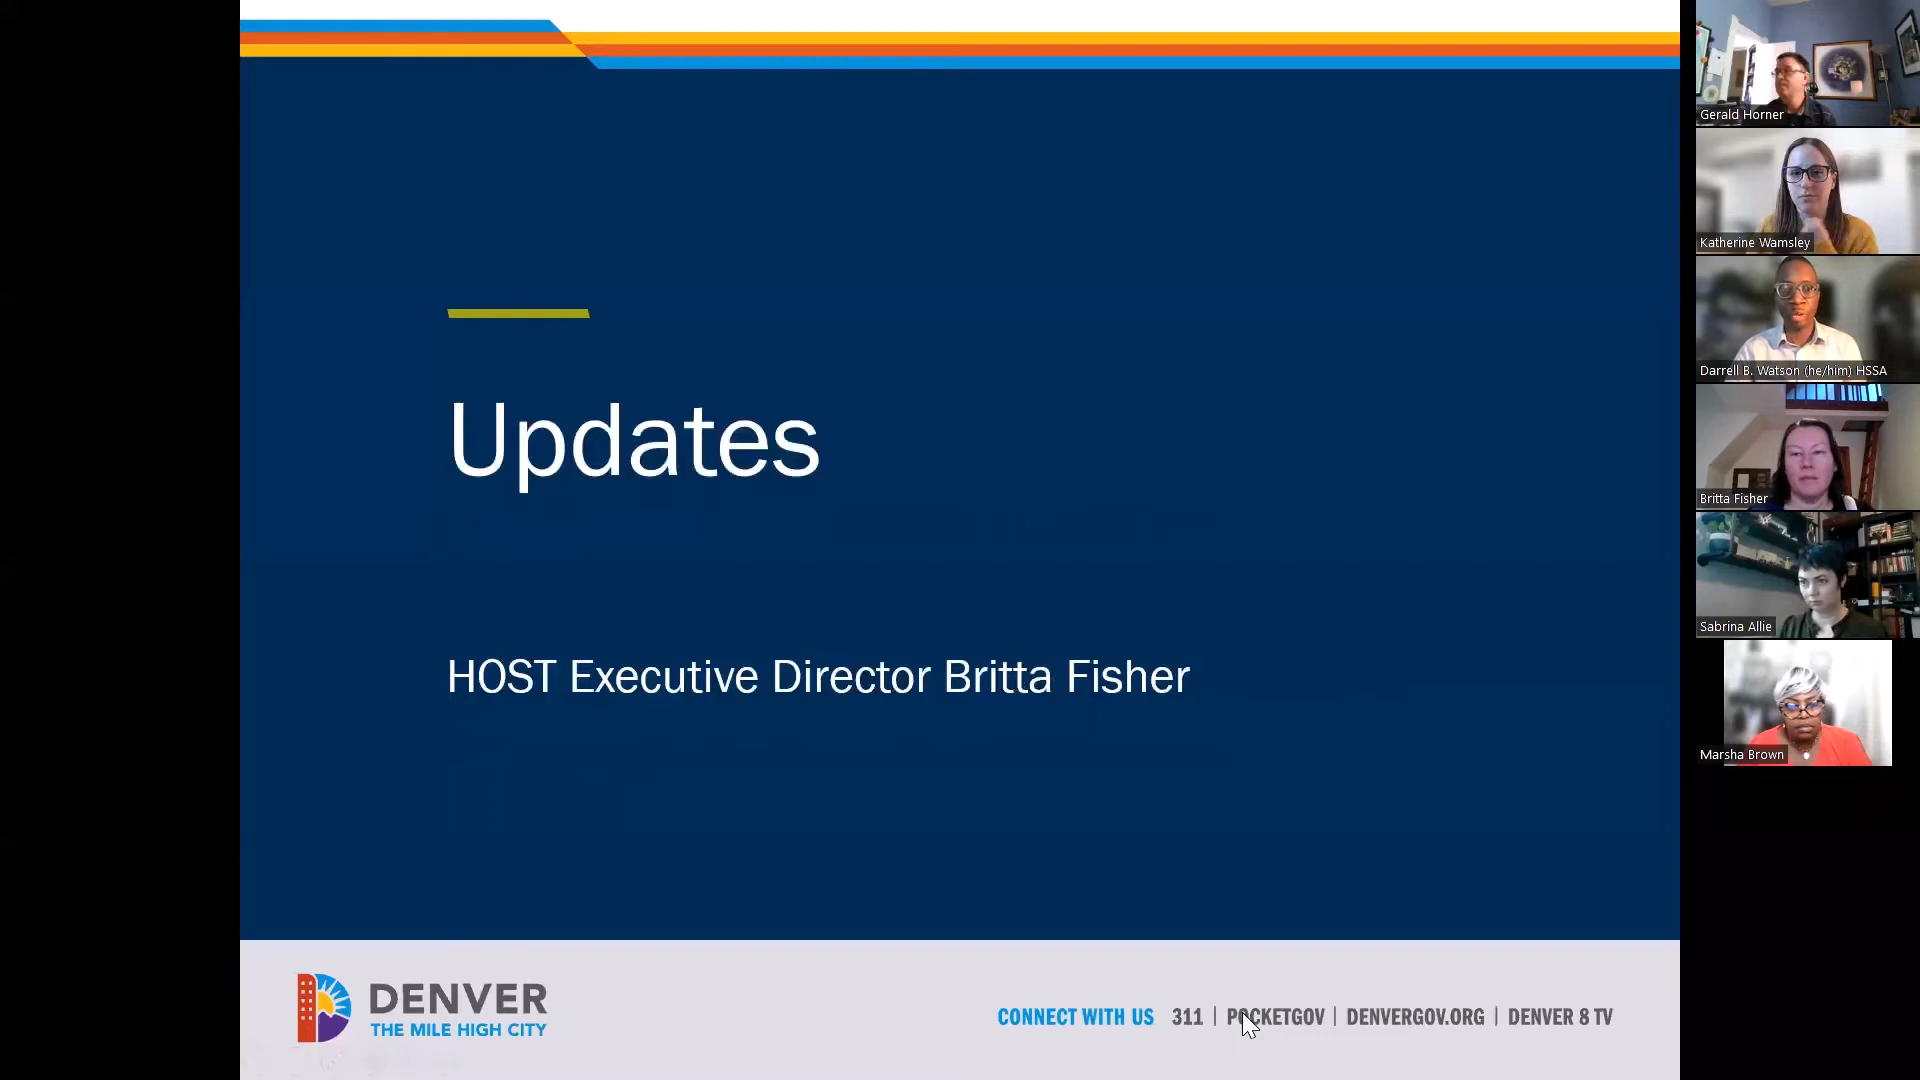 Updates
HOST Executive Director Britta Fisher
DENVER
THE MILE HIGH CITY
CONNECT WITH US 311 | POCKETGOV | DENVERGOV.ORG | DENVER 8 TV
Gerald Horner
Katherine Wamsley
Darrell B. Watson (he/him) HSSA
Britta Fisher
Sabrina Allie
Marsha Brown